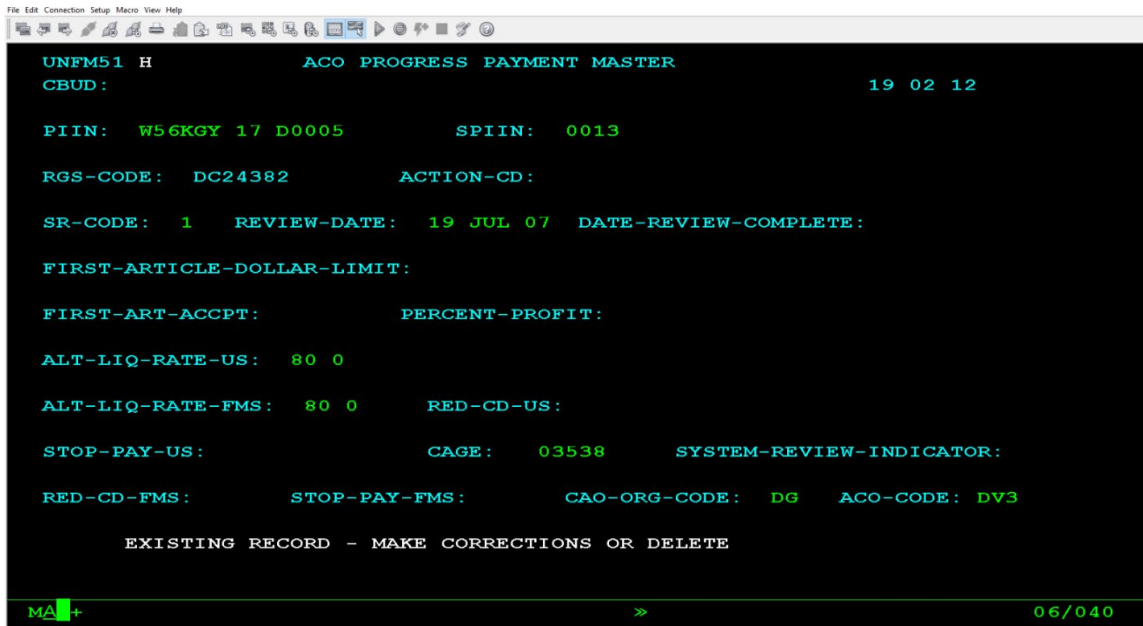 File Edit Connection Setup Macro View Help
UNFM51 H ACO PROGRESS PAYMENT MASTER
CBUD: 19 02 12
PIIN: W56KGY 17 D0005 SPIIN: 0013
RGS-CODE: DC24382 ACTION-CD:
SR-CODE: 1 REVIEW-DATE: 19 JUL 07 DATE-REVIEW-COMPLETE:
FIRST-ARTICLE-DOLLAR-LIMIT:
FIRST-ART-ACCPT: PERCENT-PROFIT:
ALT-LIQ-RATE-US: 80 0
ALT-LIQ-RATE-FMS: 80 0 RED-CD-US:
STOP-PAY-US: CAGE: 03538 SYSTEM-REVIEW-INDICATOR:
RED-CD-FMS: STOP-PAY-FMS: CAO-ORG-CODE: DG ACO-CODE: DV3
EXISTING RECORD - MAKE CORRECTIONS OR DELETE
MA + » 06/040